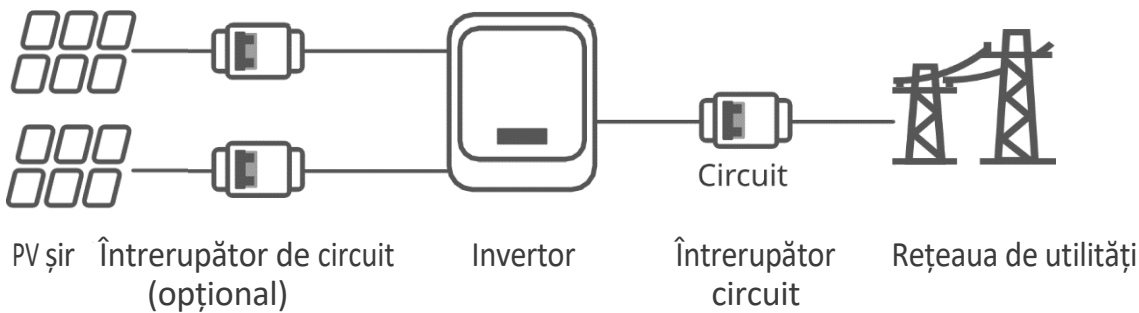 Circuit
PV șir Întrerupător de circuit Invertor Întrerupător Rețeaua de utilități
(opțional) circuit